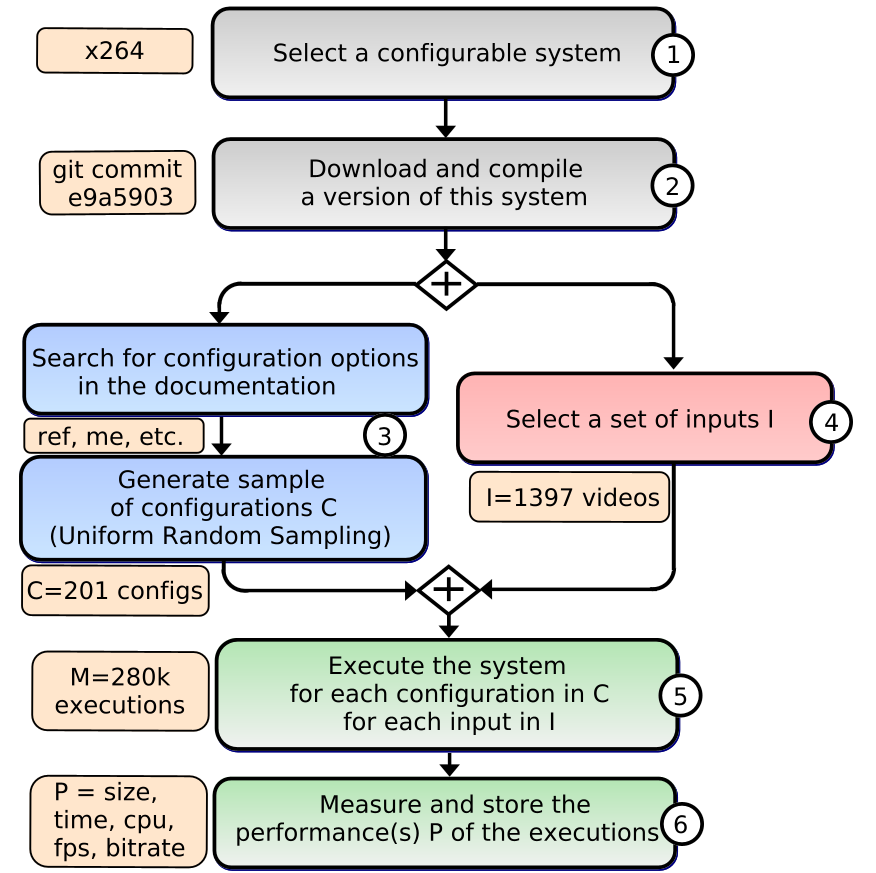 x264
Select a configurable system
1
git commit
e9a5903
Download and compile
a version of this system
2
Search for configuration options
in the documentation
ref, me, etc.
3
Generate sample
of configurations C
(Uniform Random Sampling)
C=201 configs
Select a set of inputs I
4
I=1397 videos
M=280k
executions
Execute the system
for each configuration in C
for each input in I
5
P = size,
time, cpu,
fps, bitrate
Measure and store the
performance(s) P of the executions
6